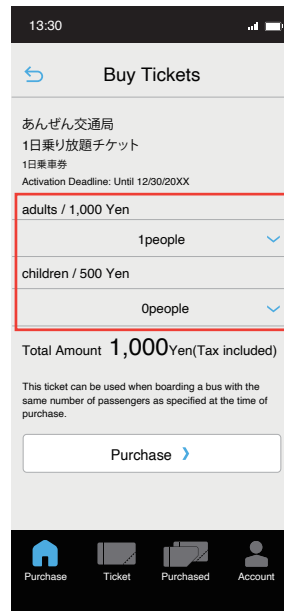 13:30
Buy Tickets
あんぜん交通局
1日乗り放題チケット
1日乗車券
Activation Deadline: Until 12/30/20XX
adults / 1,000 Yen
1people
children / 500 Yen
0people
Total Amount 1,000Yen(Tax included)
This ticket can be used when boarding a bus with the
same number of passengers as specified at the time of
purchase.
Purchase 》
Purchase Ticket Purchased Account